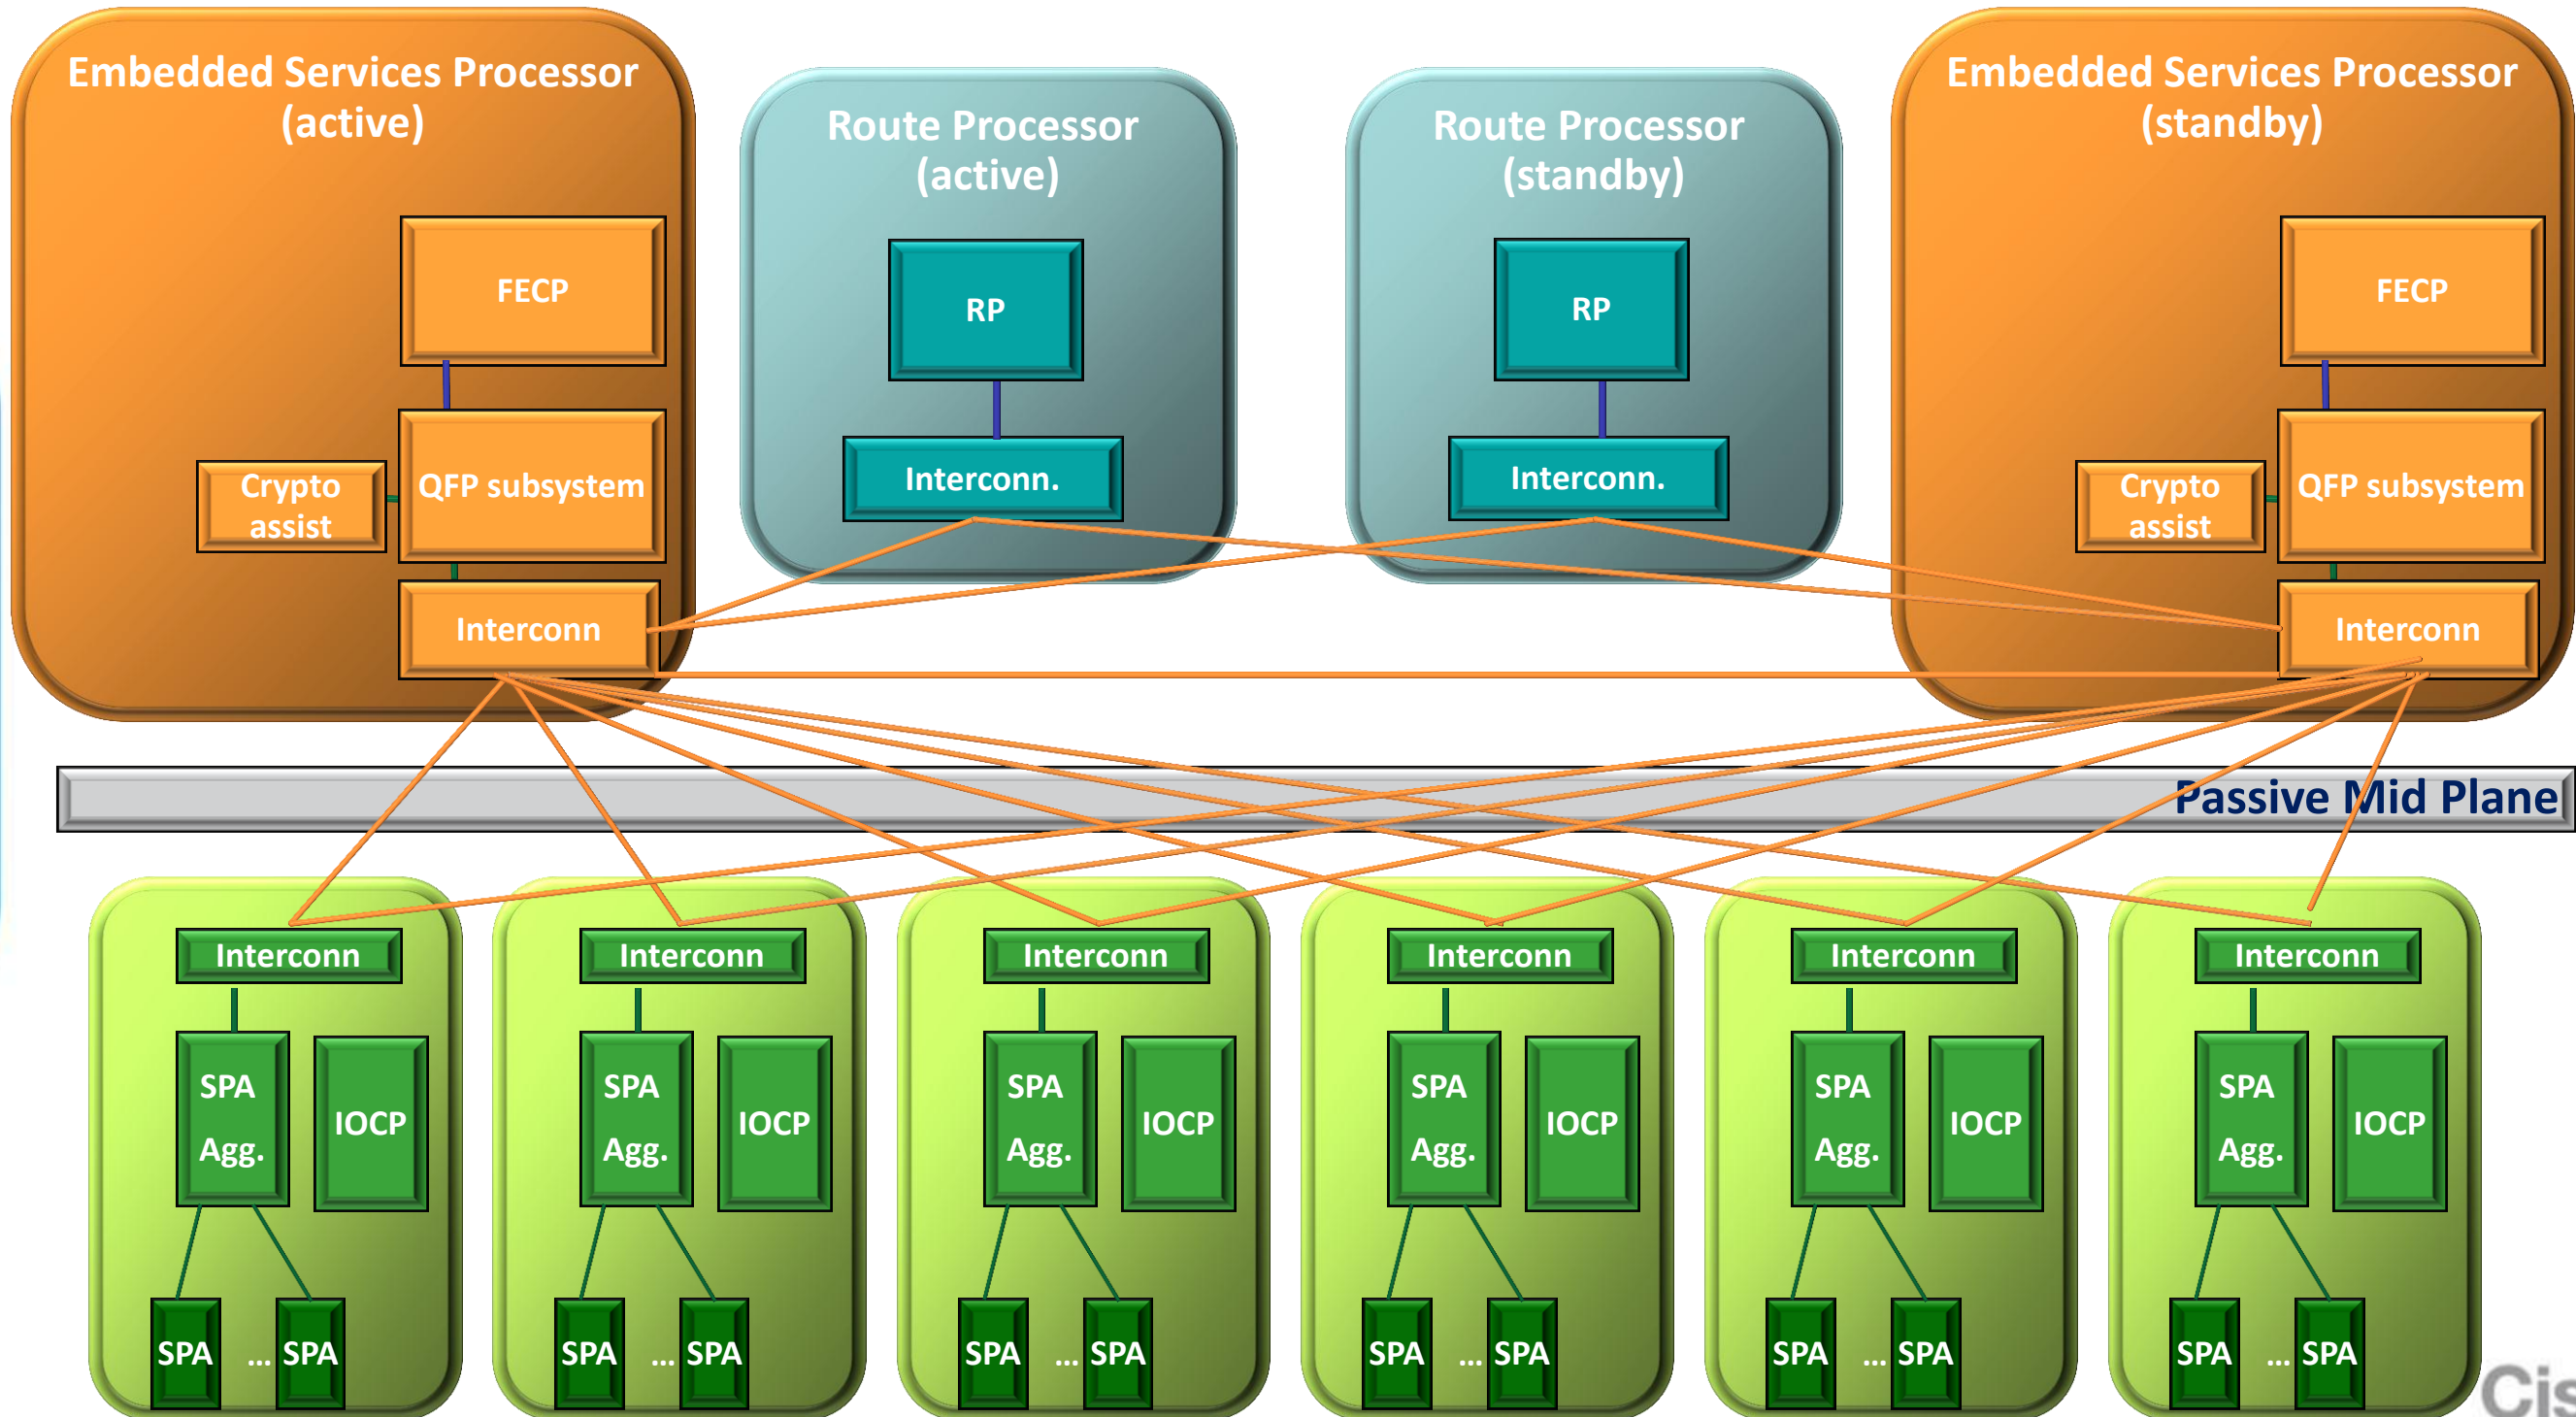 Embedded Services Processor
(active)
Route Processor
(active)
Route Processor
(standby)
Embedded Services Processor
(standby)
FECP
RP
RP
FECP
Crypto
assist
QFP subsystem
Interconn.
Interconn.
Crypto
assist
QFP subsystem
Interconn
Interconn
Passive Mid Plane
Interconn
Interconn
Interconn
Interconn
Interconn
Interconn
SPA
Agg.
IOCP
SPA
Agg.
IOCP
SPA
Agg.
IOCP
SPA
Agg.
IOCP
SPA
Agg.
IOCP
SPA
Agg.
IOCP
SPA ... SPA
SPA ... SPA
SPA ... SPA
SPA ... SPA
SPA ... SPA
SPA ... SPA
Cis